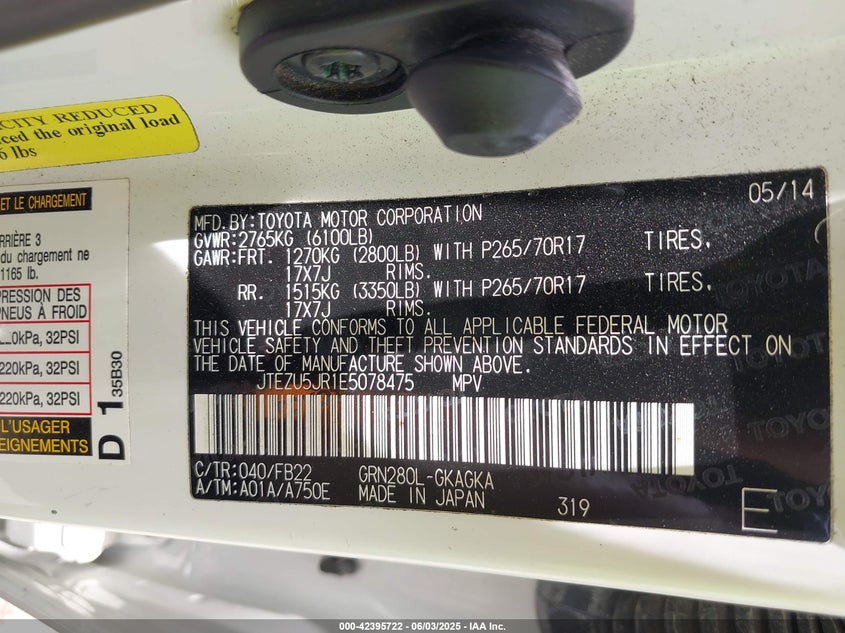 CITY REDUCED
ced the original load
6 lbs
ET LE CHARGEMENT
RRIÈRE 3
du chargement ne
1165 lb.
PRESSION DES
PNEUS À FROID
0kPa, 32PSI
220kPa, 32PSI
220kPa, 32PSI
L'USAGER
EIGNEMENTS
D 1 35B30
05/14
MFD. BY: TOYOTA MOTOR CORPORATION
GVWR: 2765KG (6100LB)
GAWR: FRT. 1270KG (2800LB) WITH P265/70R17 TIRES,
17X7J RIMS.
RR. 1515KG (3350LB) WITH P265/70R17 TIRES,
17X7J RIMS.
THIS VEHICLE CONFORMS TO ALL APPLICABLE FEDERAL MOTOR
VEHICLE SAFETY AND THEFT PREVENTION STANDARDS IN EFFECT ON
THE DATE OF MANUFACTURE SHOWN ABOVE.
JTEZU5JR1E5078475 MPV
C/TR: 040/FB22 GRN280L-GKAGKA
A/TM: A01A/A750E MADE IN JAPAN
319
E
000-42395722 - 06/03/2025 - IAA Inc.